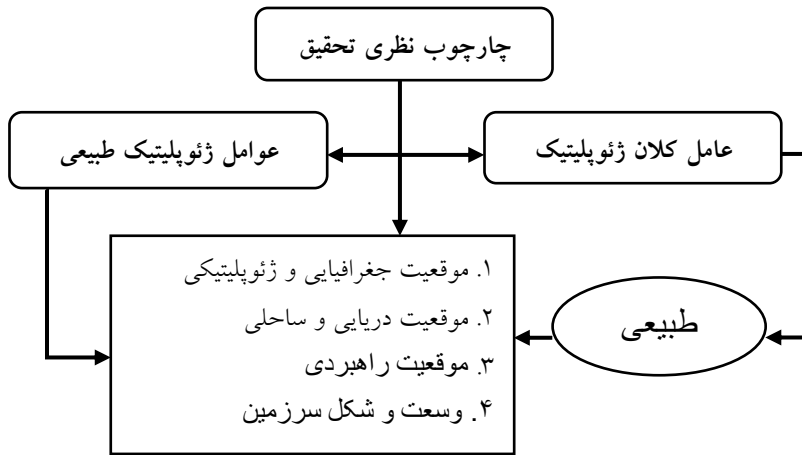 چارچوب نظری تحقیق
عامل کلان ژئوپلیتیک
عوامل ژئوپلیتیک طبیعی
۱. موقعیت جغرافیایی و ژئوپلیتیکی
۲. موقعیت دریایی و ساحلی
۳. موقعیت راهبردی
۴. وسعت و شکل سرزمین
طبیعی